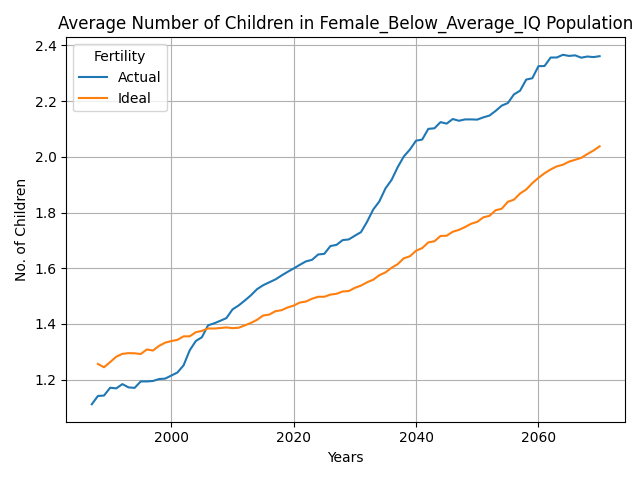 Average Number of Children in Female_Below_Average_IQ Population
Fertility
Actual
Ideal
No. of Children
2.4
2.2
2.0
1.8
1.6
1.4
1.2
2000
2020
2040
2060
Years